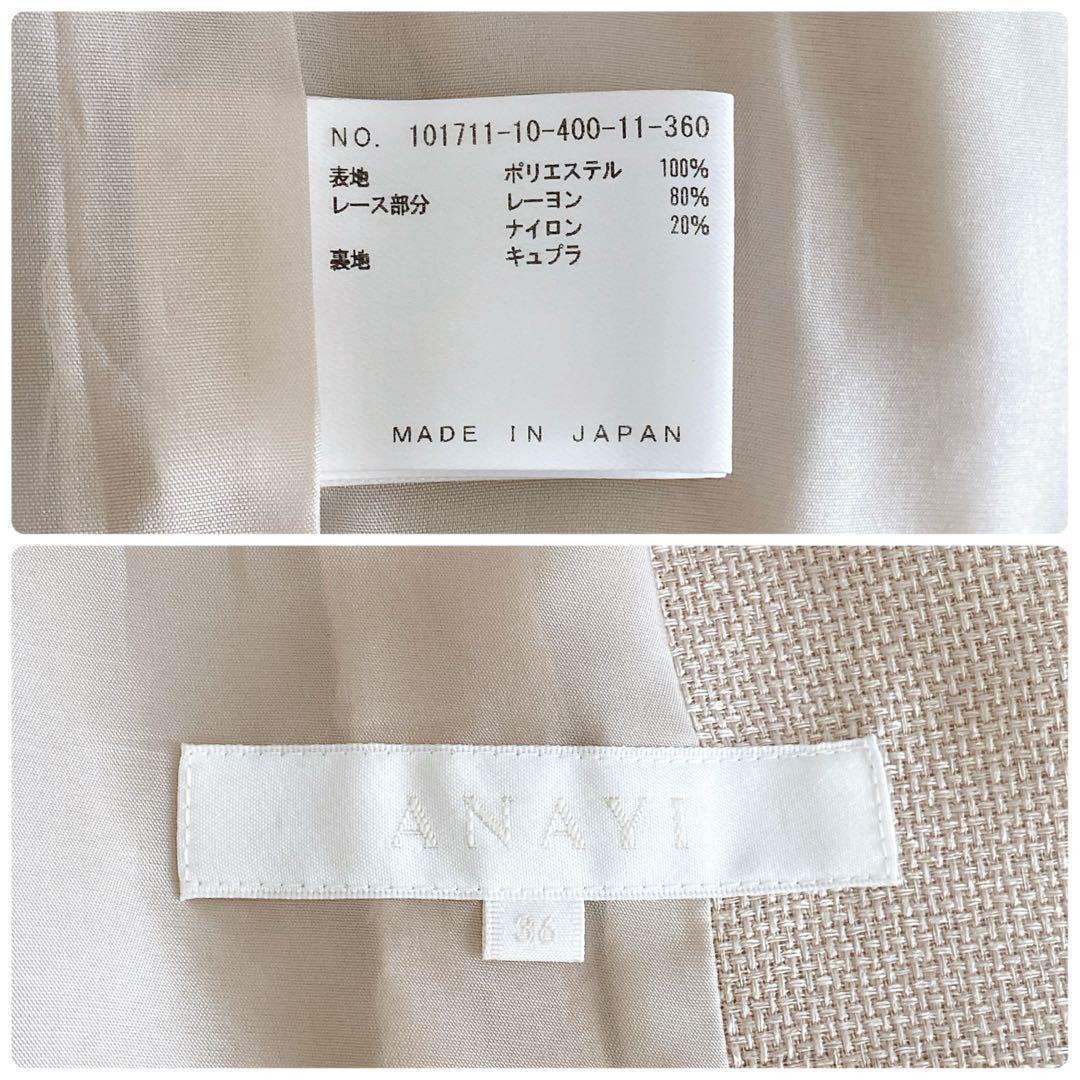 NO. 101711-10-400-11-360
表地 ポリエステル 100%
レース部分 レーヨン 80%
ナイロン 20%
裏地 キュプラ
MADE IN JAPAN
ANAYI
36